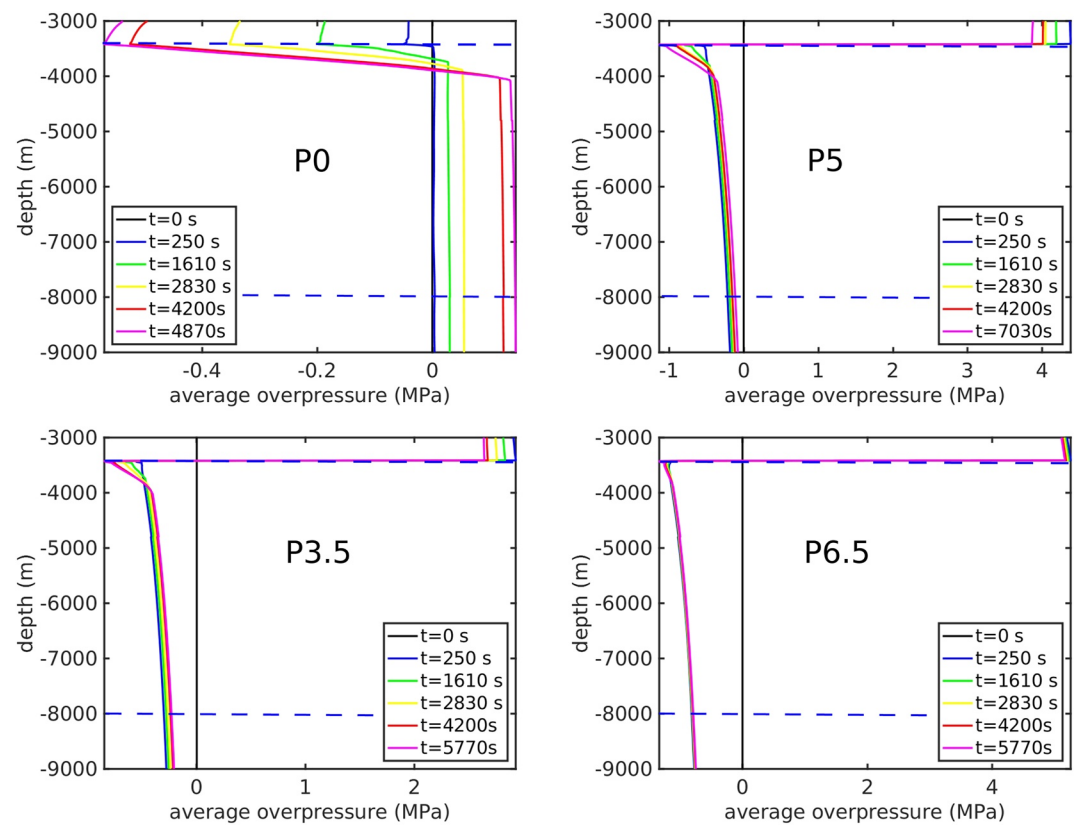 -3000
-4000
-5000
-6000
-7000
-8000
-9000
depth (m)
P0
t=0 s
t=250 s
t=1610 s
t=2830 s
t=4200s
t=4870s
-0.4 -0.2 0
average overpressure (MPa)
-3000
-4000
-5000
-6000
-7000
-8000
-9000
depth (m)
P5
t=0 s
t=250 s
t=1610 s
t=2830 s
t=4200s
t=7030s
-1 0 1 2 3 4
average overpressure (MPa)
-3000
-4000
-5000
-6000
-7000
-8000
-9000
depth (m)
P3.5
t=0 s
t=250 s
t=1610 s
t=2830 s
t=4200s
t=5770s
0 2
average overpressure (MPa)
-3000
-4000
-5000
-6000
-7000
-8000
-9000
depth (m)
P6.5
t=0 s
t=250 s
t=1610 s
t=2830 s
t=4200s
t=5770s
0 2 4
average overpressure (MPa)